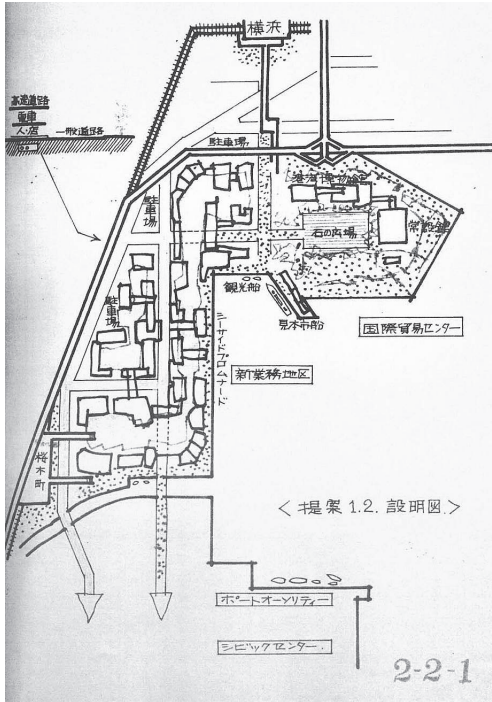 横浜
高速道路
電車
人・店
一般道路
駐車場
港湾博物館
駐車場
石の広場
常設館
観光船
見本市船
国際貿易センター
駐車場
シーサイドプロムナード
新業務地区
桜木町
<提案1.2.説明図.>
ポートオーソリティー
シビックセンター.
2-2-1